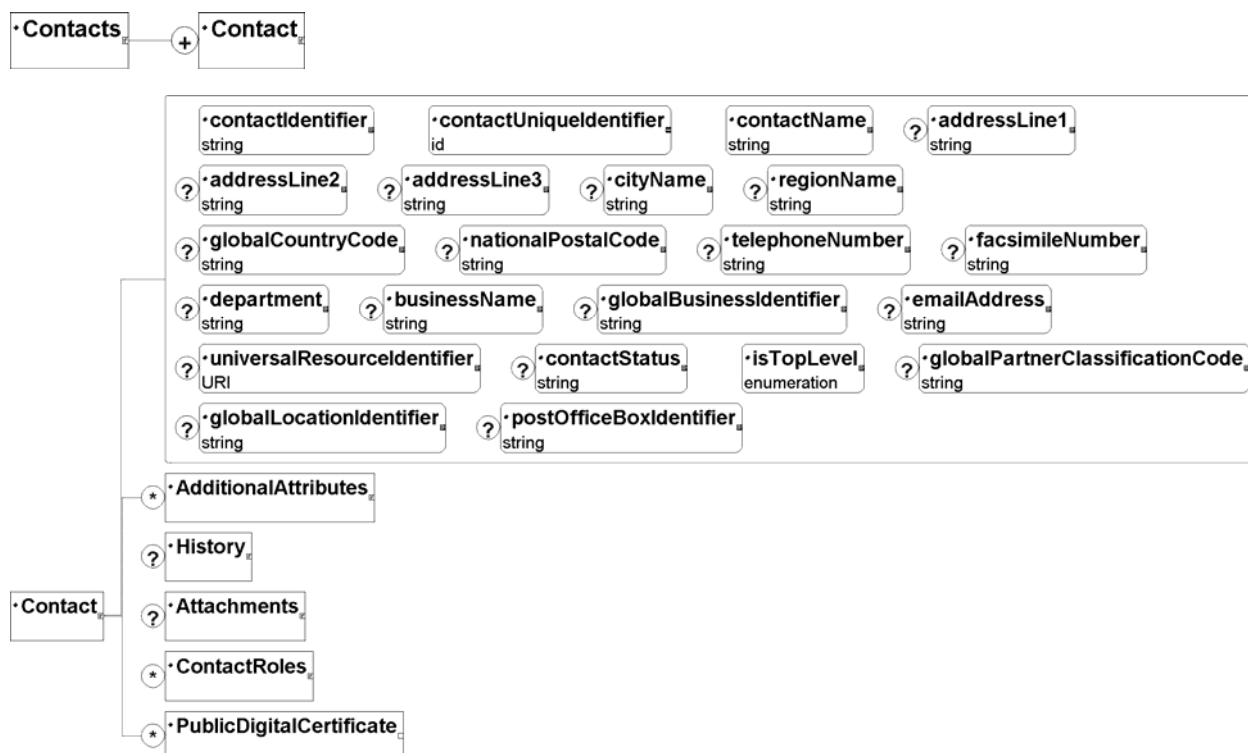 Contacts + Contact
contactIdentifier contactUniqueIdentifier contactName ? addressLine1
string id string string
? addressLine2 ? addressLine3 ? cityName ? regionName
string string string string
? globalCountryCode ? nationalPostalCode ? telephoneNumber ? facsimileNumber
string string string string
? department ? businessName ? globalBusinessIdentifier ? emailAddress
string string string string
? universalResourceIdentifier ? contactStatus isTopLevel ? globalPartnerClassificationCode
URI string enumeration string
? globalLocationIdentifier ? postOfficeBoxIdentifier
string string
* AdditionalAttributes
? History
Contact ? Attachments
* ContactRoles
* PublicDigitalCertificate